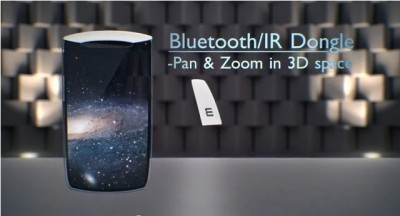 Bluetooth/IR Dongle
-Pan & Zoom in 3D space
m